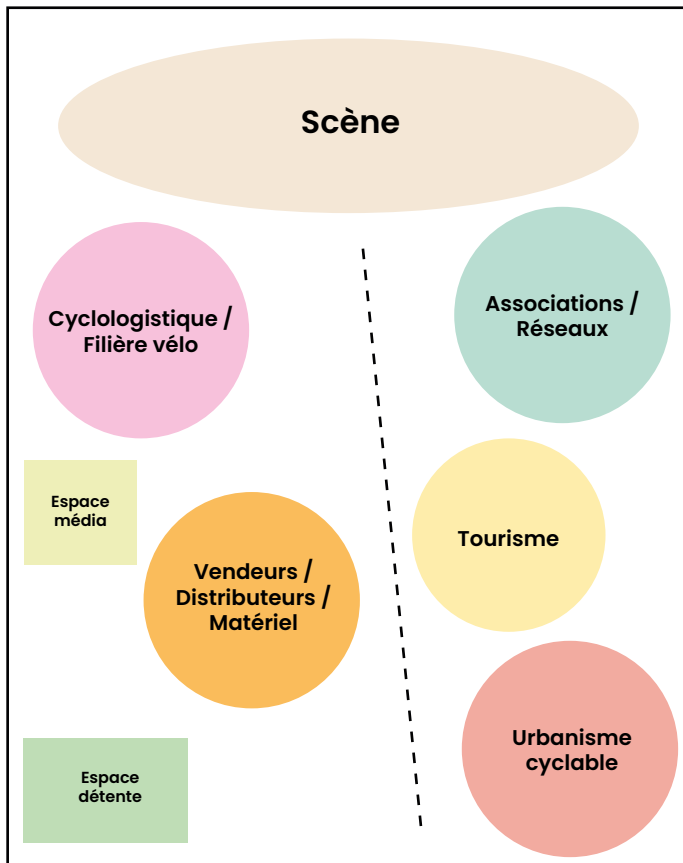 Scène
Cyclologistique /
Filière vélo
Associations /
Réseaux
Espace
média
Vendeurs /
Distributeurs /
Matériel
Tourisme
Urbanisme
cyclable
Espace
détente